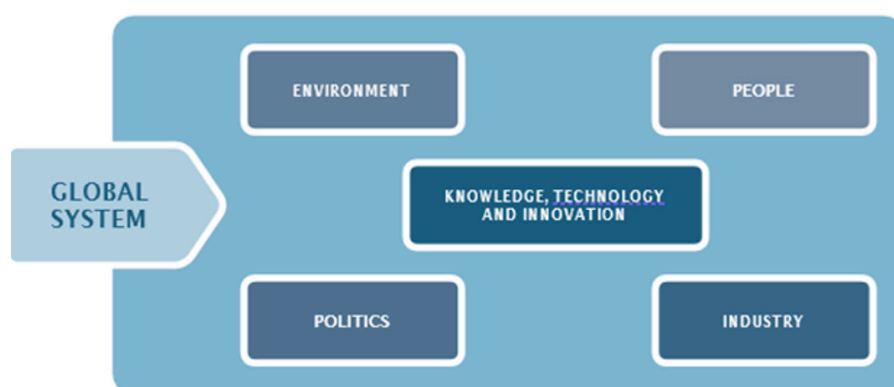 ENVIRONMENT
PEOPLE
GLOBAL
SYSTEM
KNOWLEDGE, TECHNOLOGY
AND INNOVATION
POLITICS
INDUSTRY